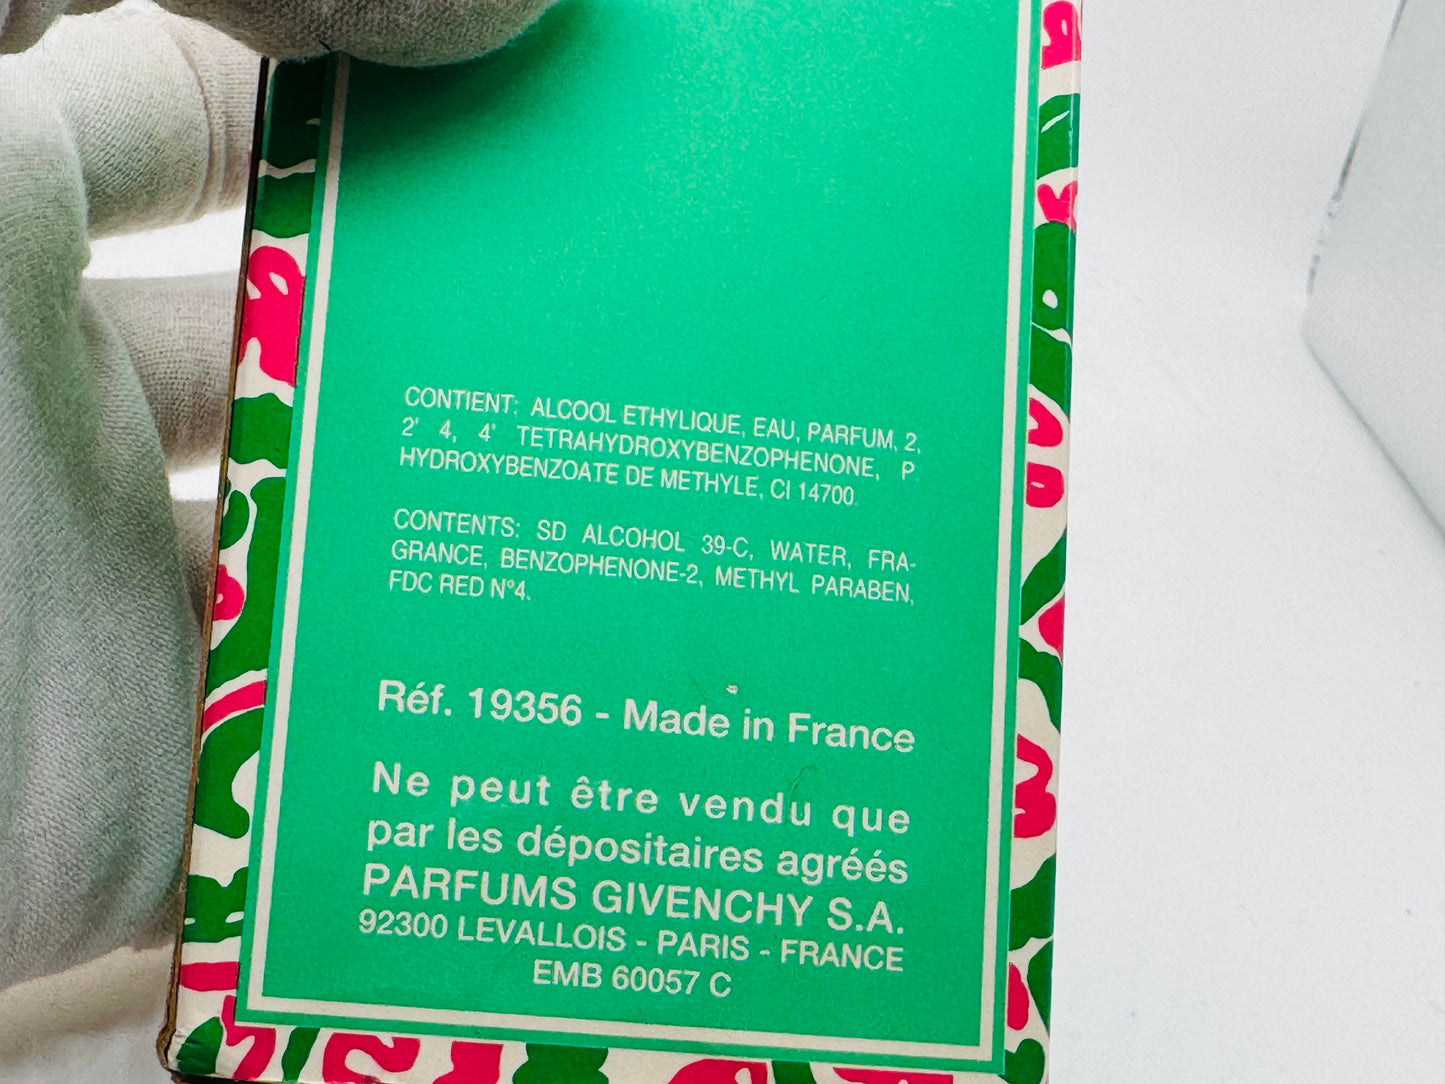 CONTIENT: ALCOOL ETHYLIQUE, EAU, PARFUM, 2,
2' 4, 4' TETRAHYDROXYBENZOPHENONE, P.
HYDROXYBENZOATE DE METHYLE, CI 14700.
CONTENTS: SD ALCOHOL 39-C, WATER, FRA-
GRANCE, BENZOPHENONE-2, METHYL PARABEN,
FDC RED N°4.
Réf. 19356 - Made in France
Ne peut être vendu que
par les dépositaires agréés
PARFUMS GIVENCHY S.A.
92300 LEVALLOIS - PARIS - FRANCE
EMB 60057 C